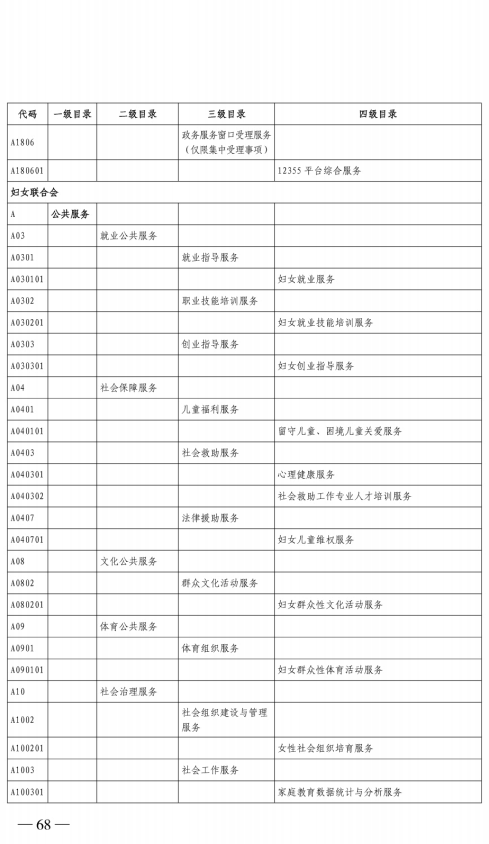 代码 一级目录 二级目录 三级目录 四级目录
A1806 政务服务窗口受理服务
（仅限集中受理事项）
A180601 12355 平台综合服务
妇女联合会
A 公共服务
A03 就业公共服务
A0301 就业指导服务
A030101 妇女就业服务
A0302 职业技能培训服务
A030201 妇女就业技能培训服务
A0303 创业指导服务
A030301 妇女创业指导服务
A04 社会保障服务
A0401 儿童福利服务
A040101 留守儿童、困境儿童关爱服务
A0403 社会救助服务
A040301 心理健康服务
A040302 社会救助工作专业人才培训服务
A0407 法律援助服务
A040701 妇女儿童维权服务
A08 文化公共服务
A0802 群众文化活动服务
A080201 妇女群众性文化活动服务
A09 体育公共服务
A0901 体育组织服务
A090101 妇女群众性体育活动服务
A10 社会治理服务
A1002 社会组织建设与管理
服务
A100201 女性社会组织培育服务
A1003 社会工作服务
A100301 家庭教育数据统计与分析服务
— 68 —